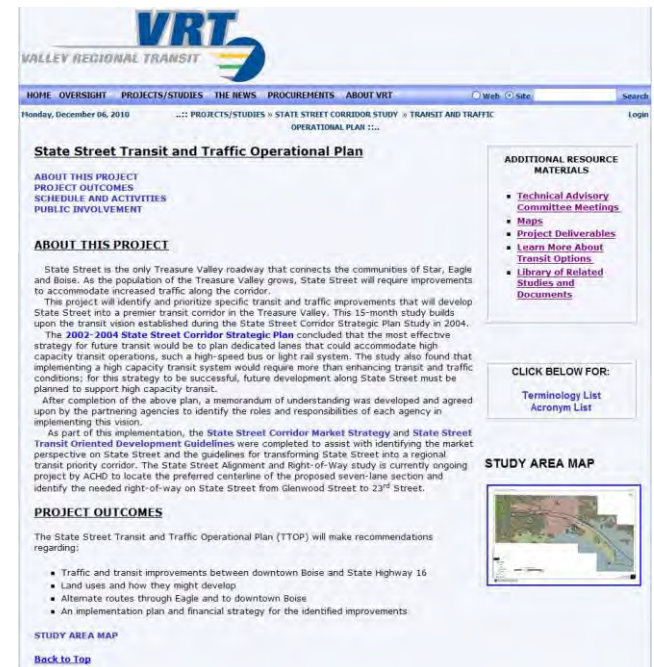 VRT
VALLEY REGIONAL TRANSIT
HOME OVERSIGHT PROJECTS/STUDIES THE NEWS PROCUREMENTS ABOUT VRT Web Site Search
Monday, December 06, 2010 ..:: PROJECTS/STUDIES » STATE STREET CORRIDOR STUDY » TRANSIT AND TRAFFIC OPERATIONAL PLAN ::.. Login
State Street Transit and Traffic Operational Plan
ABOUT THIS PROJECT
PROJECT OUTCOMES
SCHEDULE AND ACTIVITIES
PUBLIC INVOLVEMENT
ABOUT THIS PROJECT
State Street is the only Treasure Valley roadway that connects the communities of Star, Eagle
and Boise. As the population of the Treasure Valley grows, State Street will require improvements
to accommodate increased traffic along the corridor.
This project will identify and prioritize specific transit and traffic improvements that will develop
State Street into a premier transit corridor in the Treasure Valley. This 15-month study builds
upon the transit vision established during the State Street Corridor Strategic Plan Study in 2004.
The 2002-2004 State Street Corridor Strategic Plan concluded that the most effective
strategy for future transit would be to plan dedicated lanes that could accommodate high
capacity transit operations, such a high-speed bus or light rail system. The study also found that
implementing a high capacity transit system would require more than enhancing transit and traffic
conditions; for this strategy to be successful, future development along State Street must be
planned to support high capacity transit.
After completion of the above plan, a memorandum of understanding was developed and agreed
upon by the partnering agencies to identify the roles and responsibilities of each agency in
implementing this vision.
As part of this implementation, the State Street Corridor Market Strategy and State Street
Transit Oriented Development Guidelines were completed to assist with identifying the market
perspective on State Street and the guidelines for transforming State Street into a regional
transit priority corridor. The State Street Alignment and Right-of-Way study is currently ongoing
project by ACHD to locate the preferred centerline of the proposed seven-lane section and
identify the needed right-of-way on State Street from Glenwood Street to 23rd Street.
PROJECT OUTCOMES
The State Street Transit and Traffic Operational Plan (TTOP) will make recommendations
regarding:
Traffic and transit improvements between downtown Boise and State Highway 16
Land uses and how they might develop
Alternate routes through Eagle and to downtown Boise
An implementation plan and financial strategy for the identified improvements
STUDY AREA MAP
Back to Top
ADDITIONAL RESOURCE
MATERIALS
Technical Advisory
Committee Meetings
Maps
Project Deliverables
Learn More About
Transit Options
Library of Related
Studies and
Documents
CLICK BELOW FOR:
Terminology List
Acronym List
STUDY AREA MAP